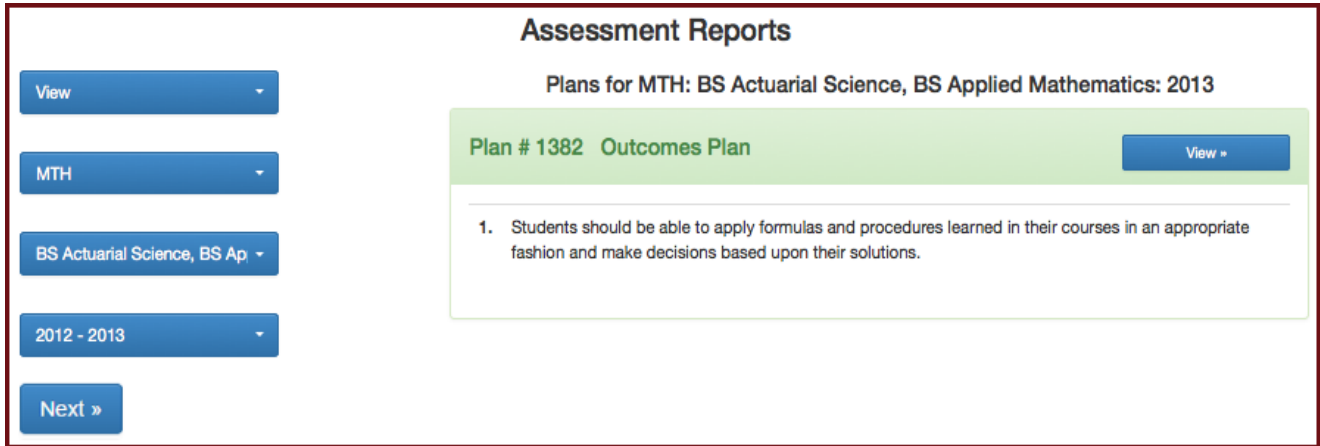 Assessment Reports
View
MTH
BS Actuarial Science, BS Ap
2012 - 2013
Next »
Plans for MTH: BS Actuarial Science, BS Applied Mathematics: 2013
Plan # 1382 Outcomes Plan
View »
1. Students should be able to apply formulas and procedures learned in their courses in an appropriate
fashion and make decisions based upon their solutions.